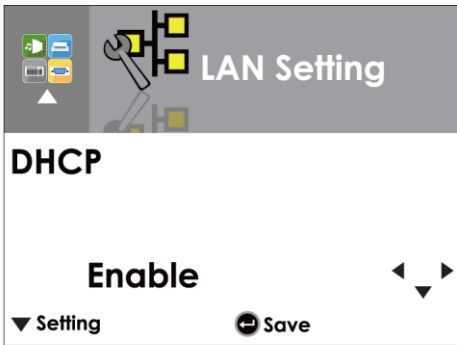 LAN Setting
DHCP
Enable
Setting
Save